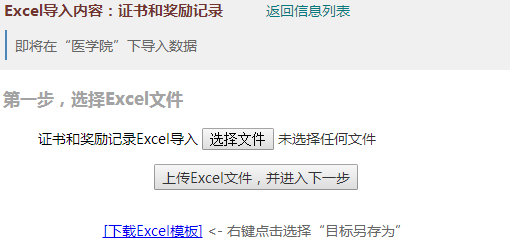 Excel导入内容：证书和奖励记录 返回信息列表
即将在“医学院”下导入数据
第一步，选择Excel文件
证书和奖励记录Excel导入 选择文件 未选择任何文件
上传Excel文件，并进入下一步
[下载Excel模板] <- 右键点击选择“目标另存为”